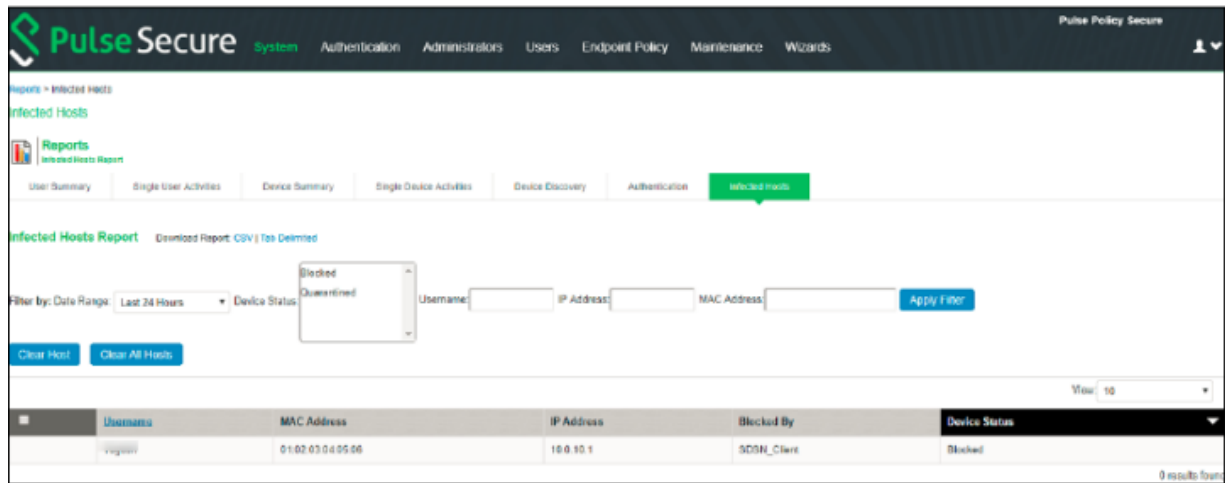 Pulse Policy Secure
Pulse Secure System Authentication Administrators Users Endpoint Policy Maintenance Wizards
Reports > Infected Hosts
Infected Hosts
Reports
Infected Hosts Report
User Summary Single User Activities Device Summary Single Device Activities Device Discovery Authentication Infected Hosts
Infected Hosts Report Download Report: CSV | Tab Delimited
Blocked
Quarantined
Filter by: Date Range: Last 24 Hours Device Status: Username: IP Address: MAC Address: Apply Filter
Clear Host Clear All Hosts
View: 10
Username MAC Address IP Address Blocked By Device Status
01:02:03:04:05:06 10.0.10.1 SDSN_Client Blocked
0 results found